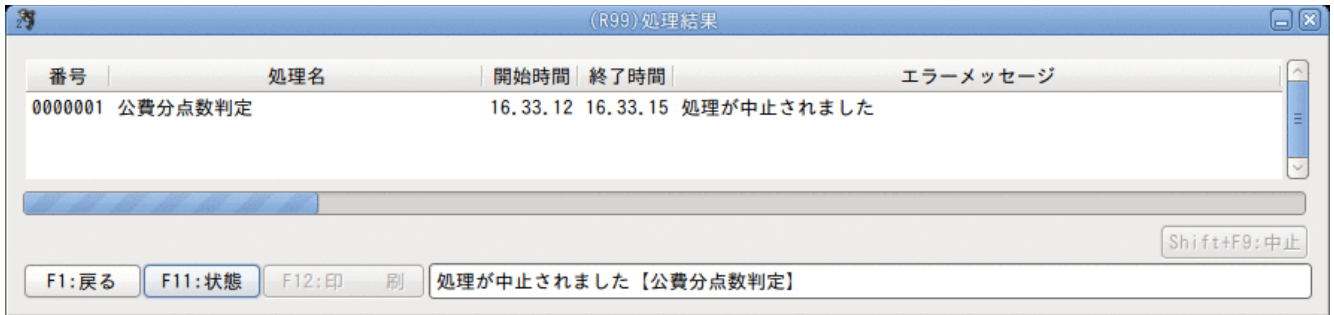 (R99)処理結果
番号 処理名 開始時間 終了時間 エラーメッセージ
0000001 公費分点数判定 16.33.12 16.33.15 処理が中止されました
Shift+F9:中止
F1:戻る F11:状態 F12:印 刷 処理が中止されました【公費分点数判定】